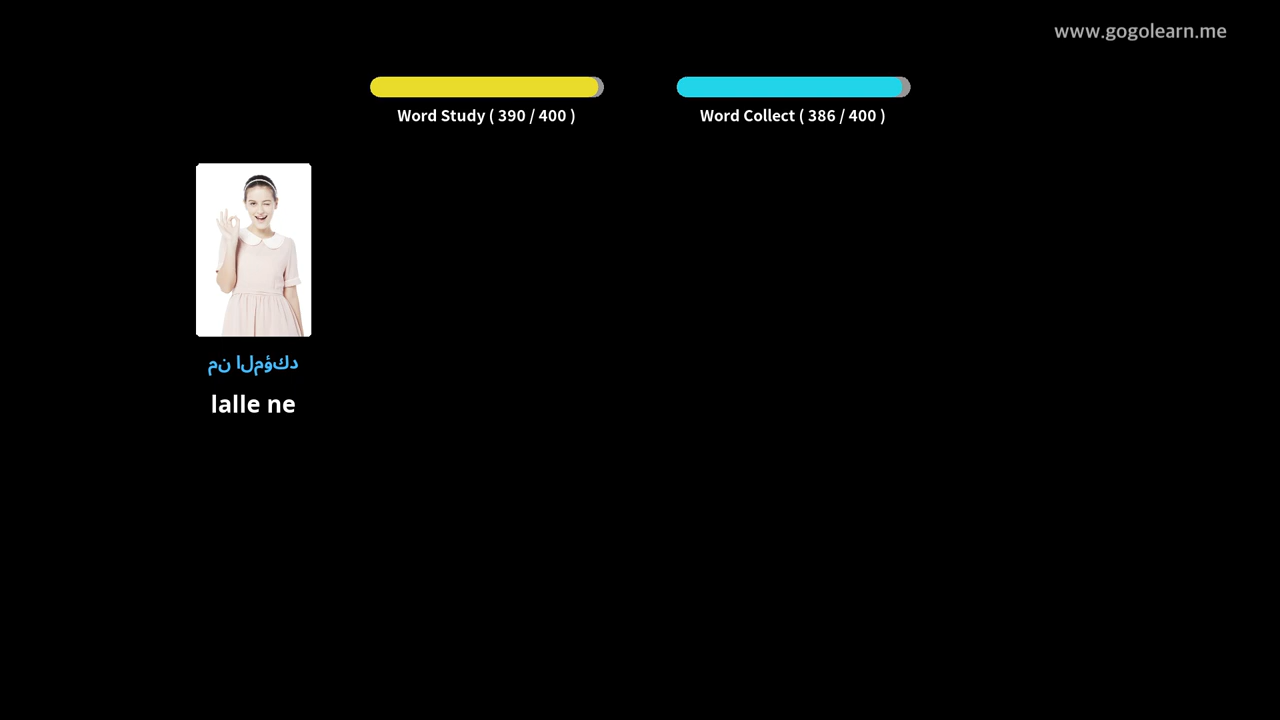 www.gogolearn.me
Word Study ( 390 / 400 )
Word Collect ( 386 / 400 )
من المؤكد
lalle ne